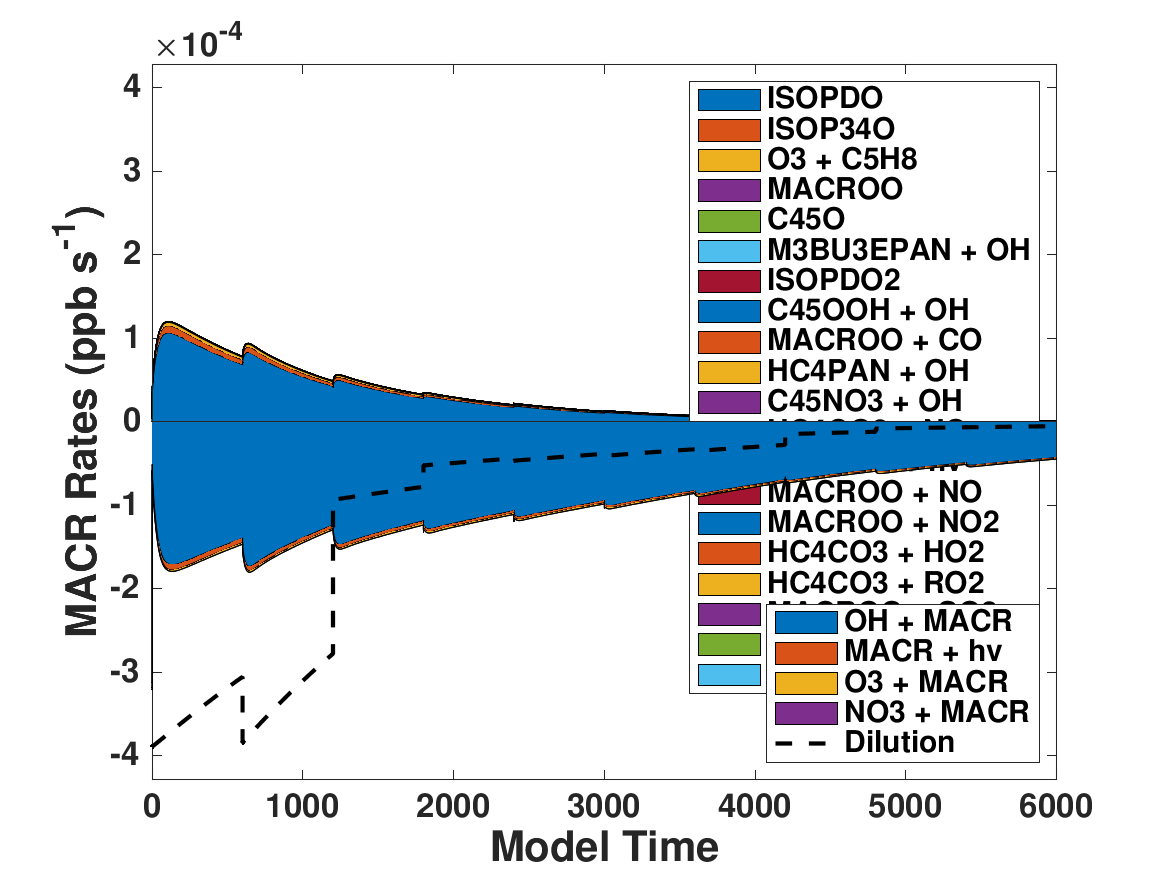 ×10-4
4
3
2
1
0
-1
-2
-3
-4
MACR Rates (ppb s-1)
ISOPDO
ISOP34O
O3 + C5H8
MACROO
C45O
M3BU3EPAN + OH
ISOPDO2
C45OOH + OH
MACROO + CO
HC4PAN + OH
C45NO3 + OH
MACROO + NO
MACROO + NO2
HC4CO3 + HO2
HC4CO3 + RO2
OH + MACR
MACR + hv
O3 + MACR
NO3 + MACR
Dilution
0 1000 2000 3000 4000 5000 6000
Model Time